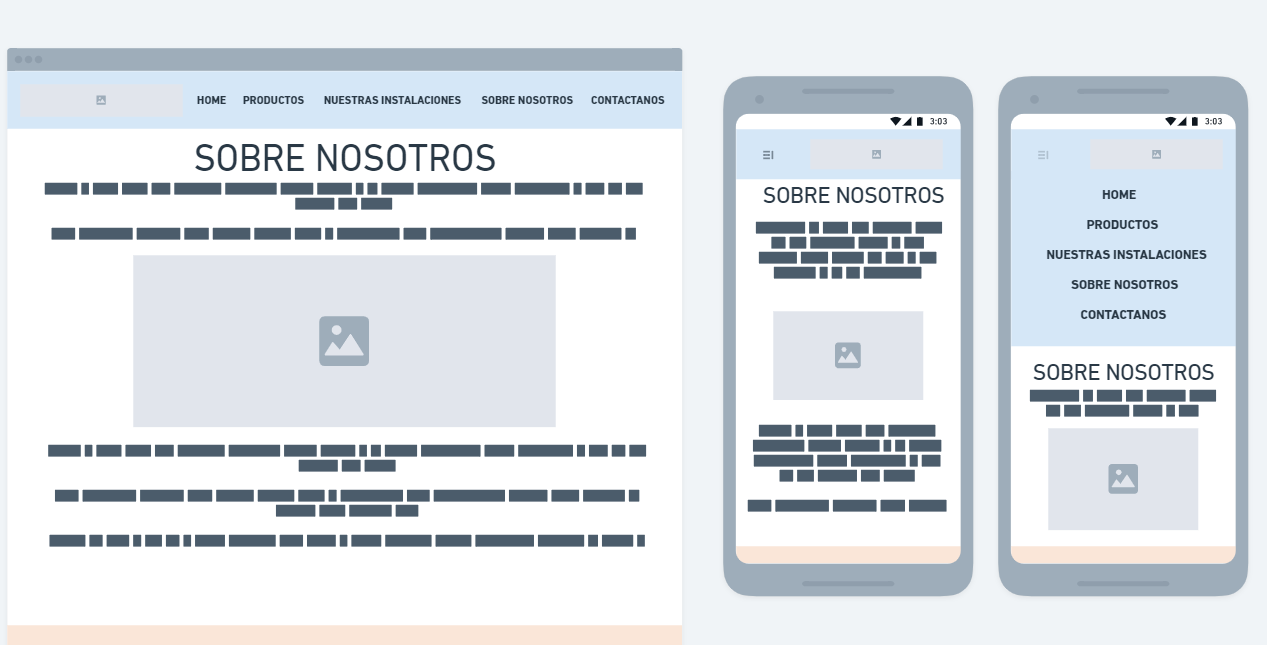 HOME PRODUCTOS NUESTRAS INSTALACIONES SOBRE NOSOTROS CONTACTANOS
SOBRE NOSOTROS
3:03
SOBRE NOSOTROS
3:03
HOME
PRODUCTOS
NUESTRAS INSTALACIONES
SOBRE NOSOTROS
CONTACTANOS
SOBRE NOSOTROS